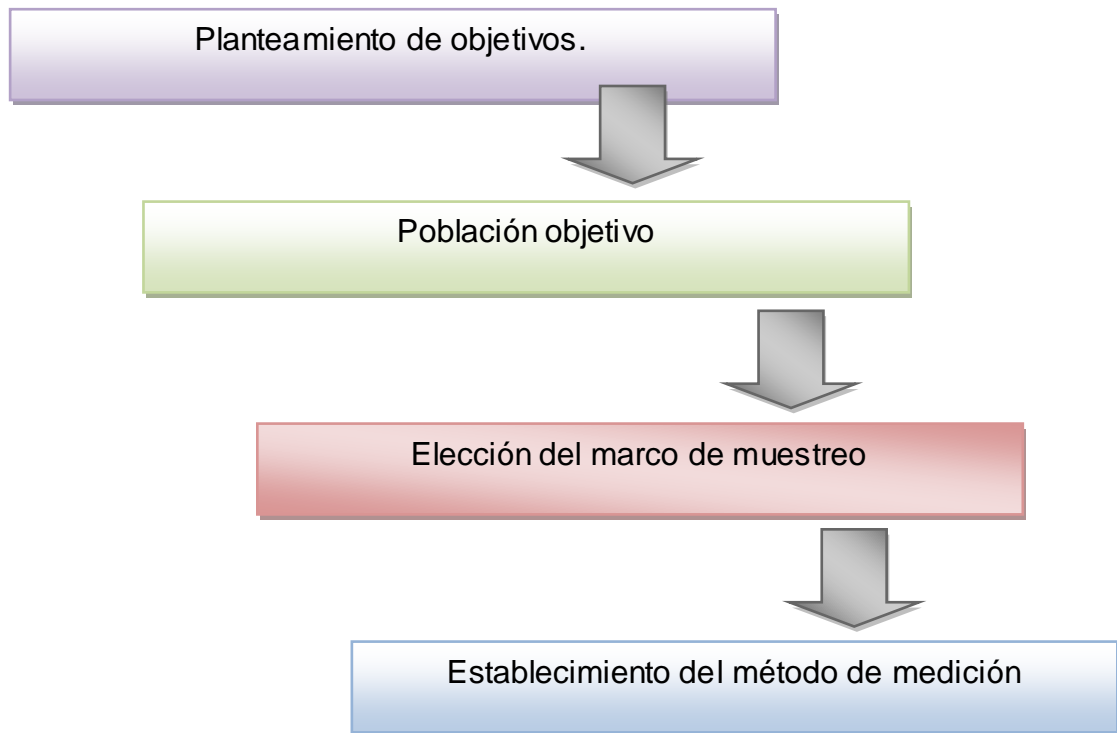 Planteamiento de objetivos.
Población objetivo
Elección del marco de muestreo
Establecimiento del método de medición